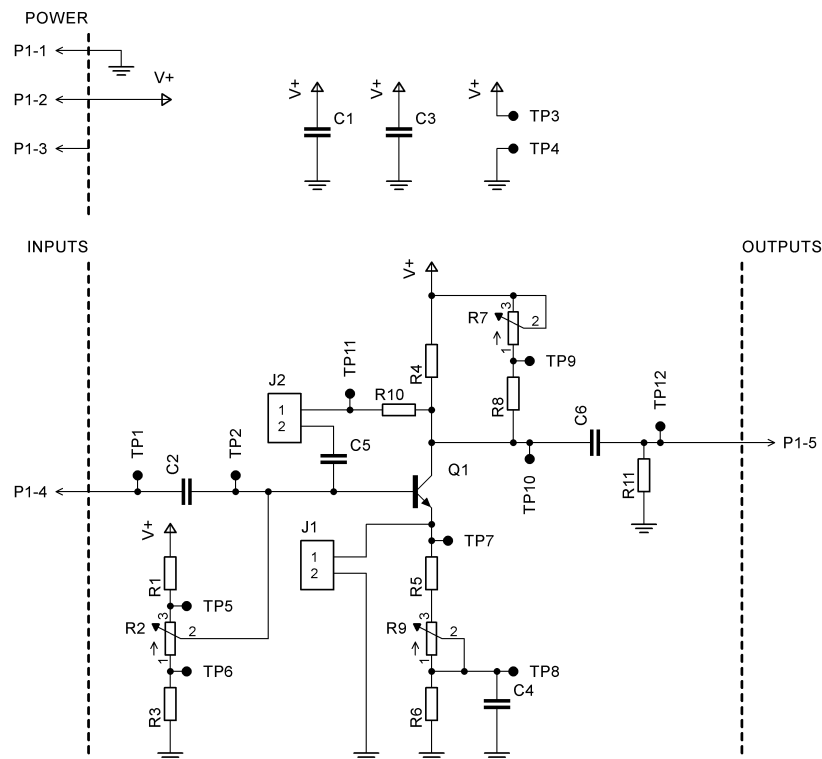 POWER
P1-1
P1-2
V+
P1-3
V+
C1
V+
C3
V+
TP3
TP4
INPUTS
OUTPUTS
V+
R7
3
2
1
TP9
R4
TP11
J2
1
2
R10
R8
C6
TP12
P1-5
TP1
C2
TP2
C5
Q1
TP10
R11
P1-4
V+
J1
1
2
TP7
R1
R5
TP5
R2
3
2
1
R9
3
2
1
TP6
TP8
R3
R6
C4